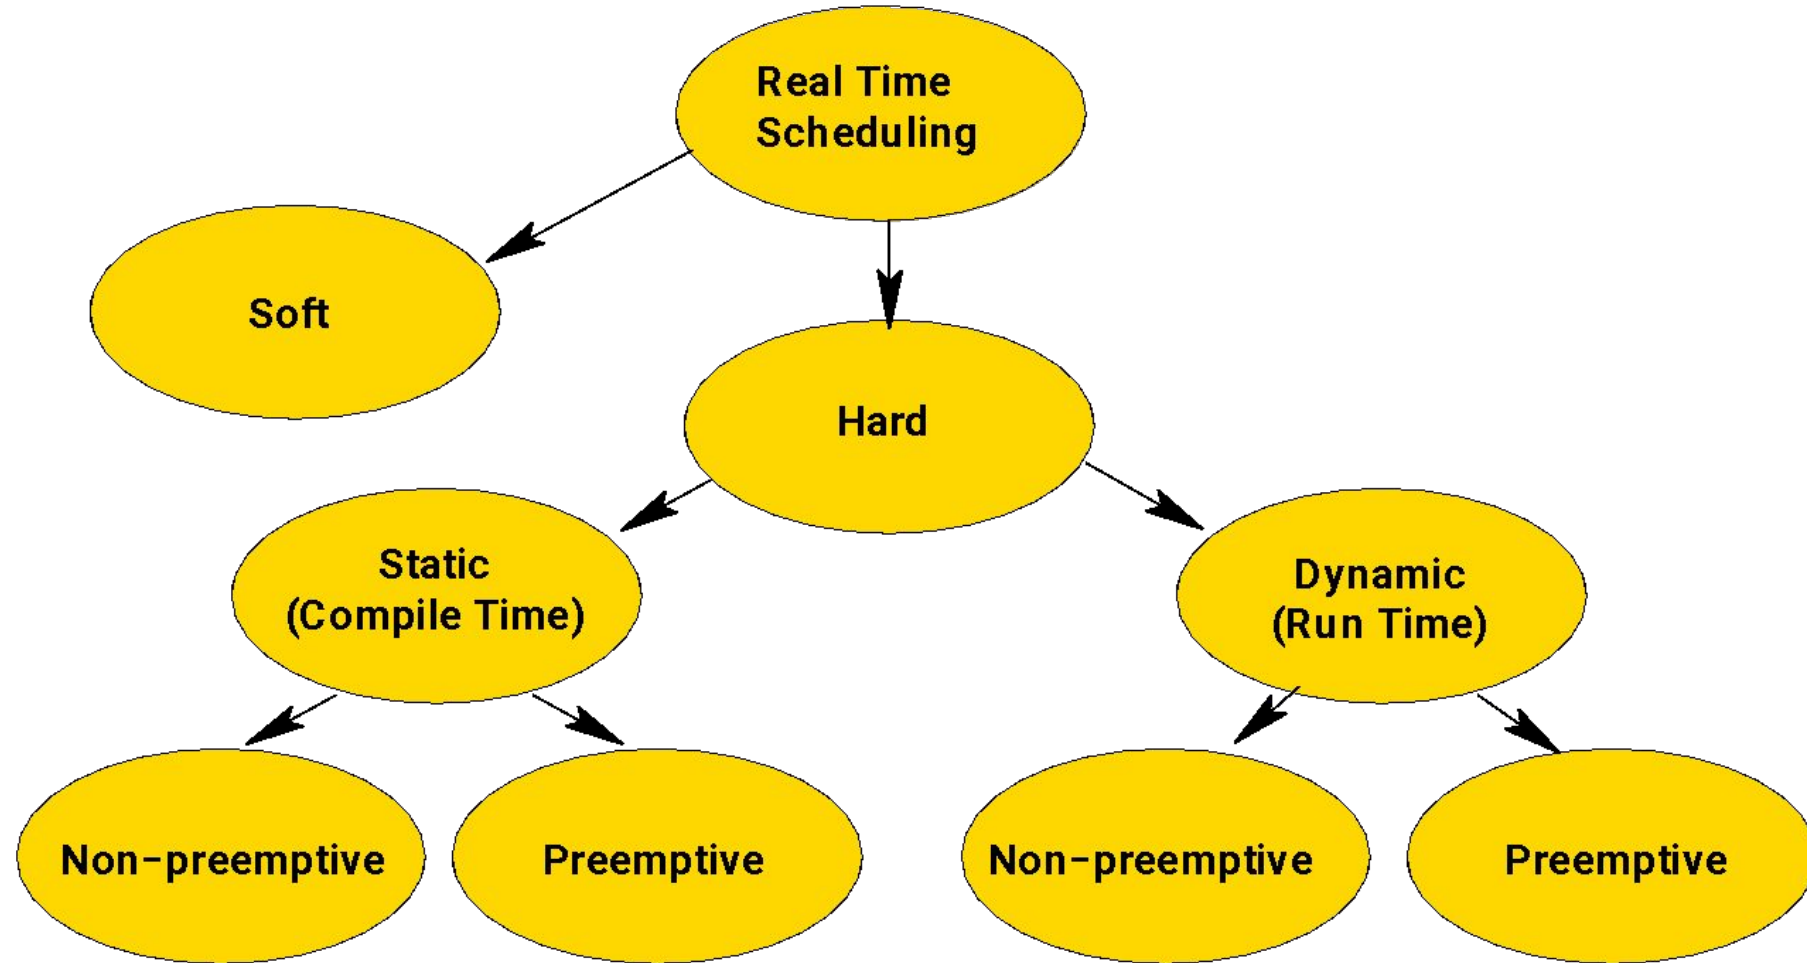 Real Time
Scheduling
Soft
Hard
Static
(Compile Time)
Dynamic
(Run Time)
Non-preemptive
Preemptive
Non-preemptive
Preemptive